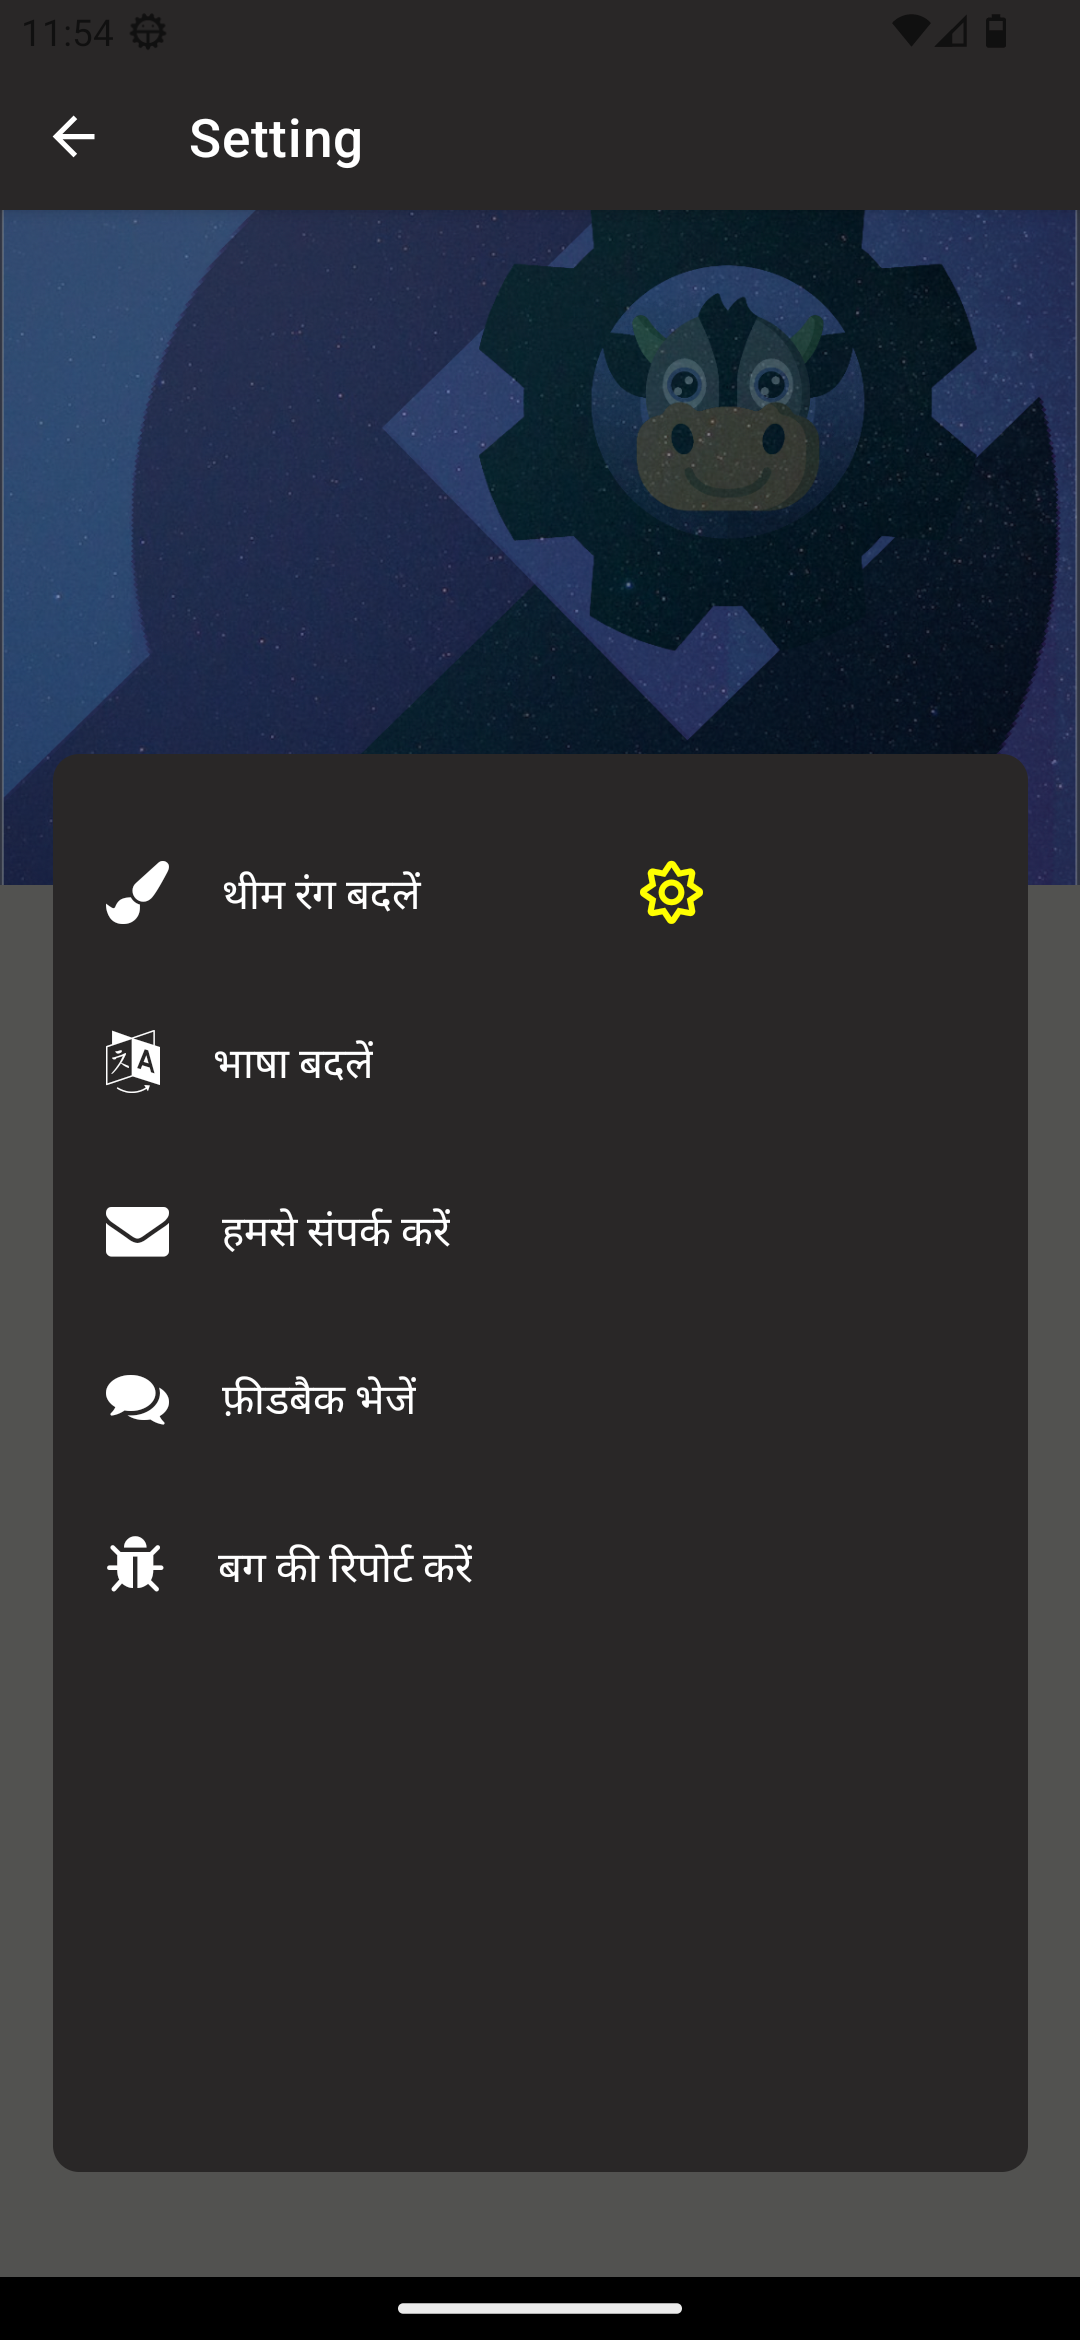 11:54
Setting
थीम रंग बदलें
भाषा बदलें
हमसे संपर्क करें
फ़ीडबैक भेजें
बग की रिपोर्ट करें